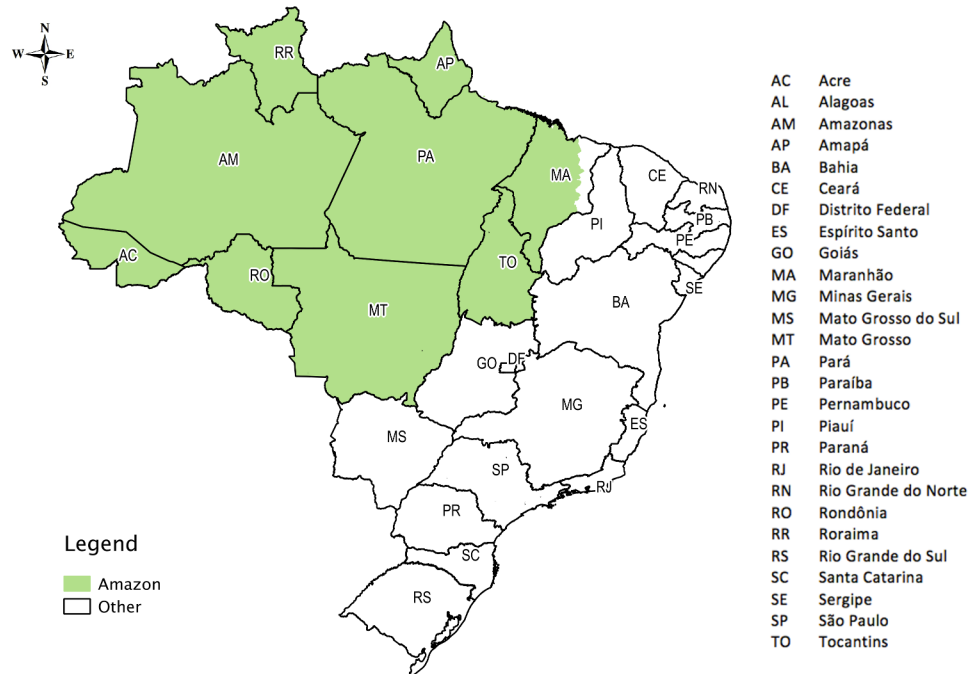 N
W E
S
RR
AP
AM
PA
MA
CE
RN
PB
PI
PE
AC
RO
TO
SE
MT
BA
GO
DF
MG
ES
MS
SP
RJ
PR
SC
RS
Legend
Amazon
Other
AC Acre
AL Alagoas
AM Amazonas
AP Amapá
BA Bahia
CE Ceará
DF Distrito Federal
ES Espírito Santo
GO Goiás
MA Maranhão
MG Minas Gerais
MS Mato Grosso do Sul
MT Mato Grosso
PA Pará
PB Paraíba
PE Pernambuco
PI Piauí
PR Paraná
RJ Rio de Janeiro
RN Rio Grande do Norte
RO Rondônia
RR Roraima
RS Rio Grande do Sul
SC Santa Catarina
SE Sergipe
SP São Paulo
TO Tocantins